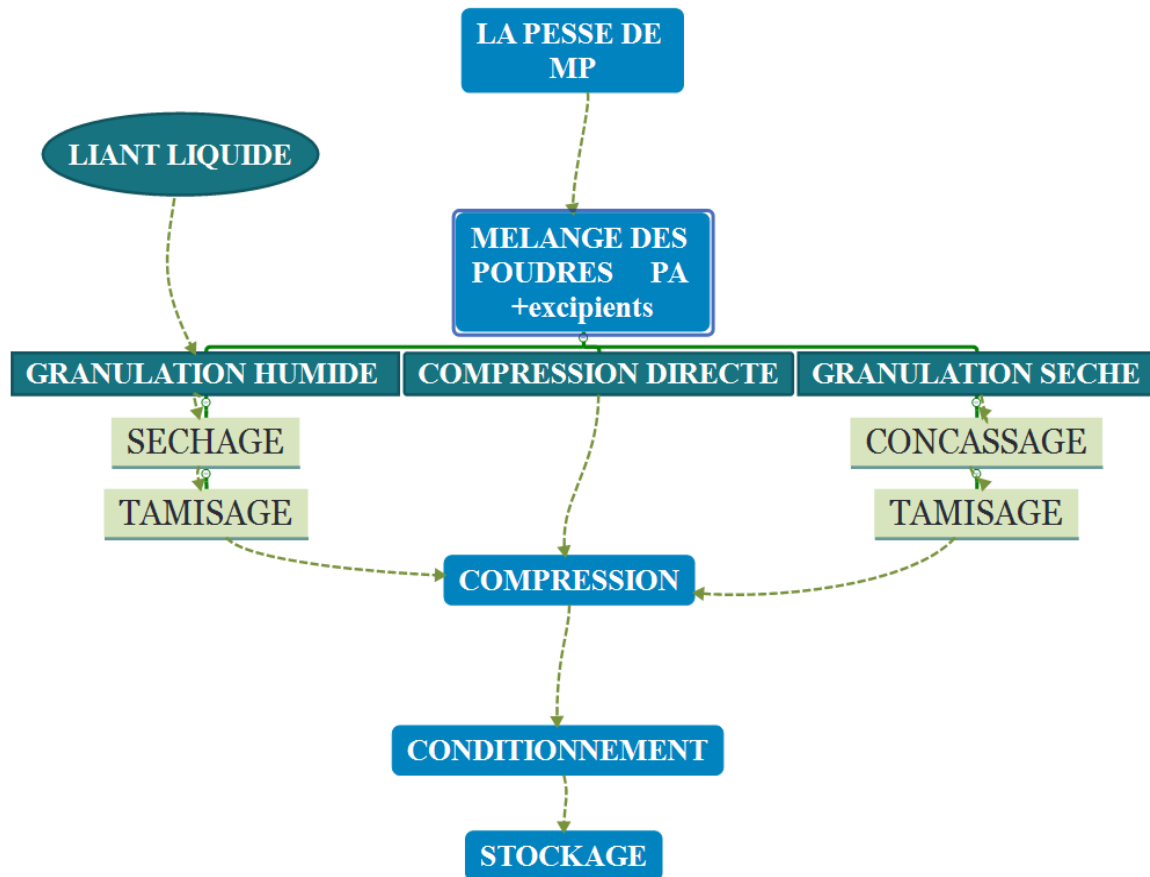 LA PESSE DE
MP
LIANT LIQUIDE
MELANGE DES
POUDRES PA
+excipients
GRANULATION HUMIDE
COMPRESSION DIRECTE
GRANULATION SECHE
SECHAGE
CONCASSAGE
TAMISAGE
TAMISAGE
COMPRESSION
CONDITIONNEMENT
STOCKAGE